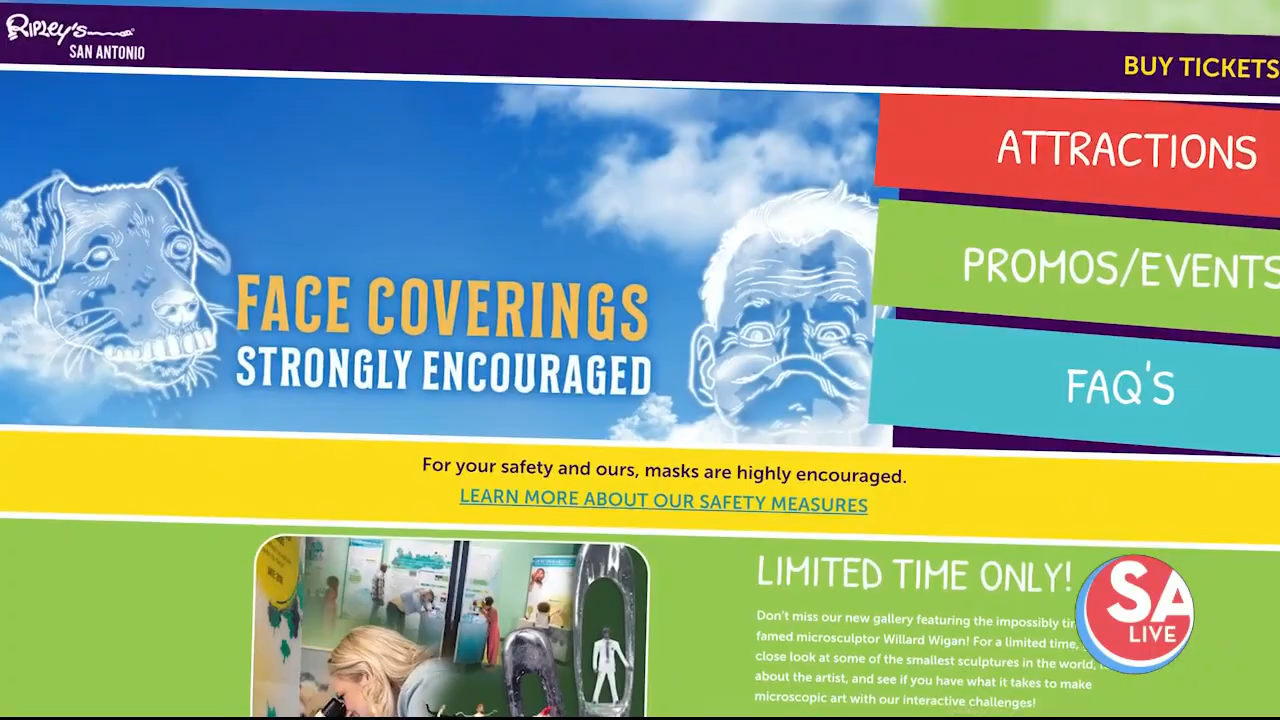 RIPLEY'S
SAN ANTONIO
BUY TICKETS
ATTRACTIONS
PROMOS/EVENTS
FAQ'S
FACE COVERINGS
STRONGLY ENCOURAGED
For your safety and ours, masks are highly encouraged.
LEARN MORE ABOUT OUR SAFETY MEASURES
LIMITED TIME ONLY!
Don't miss our new gallery featuring the impossibly
famed microsculptor Willard Wigan! For a limited time,
close look at some of the smallest sculptures in the world,
about the artist, and see if you have what it takes to make
microscopic art with our interactive challenges!
SA
LIVE